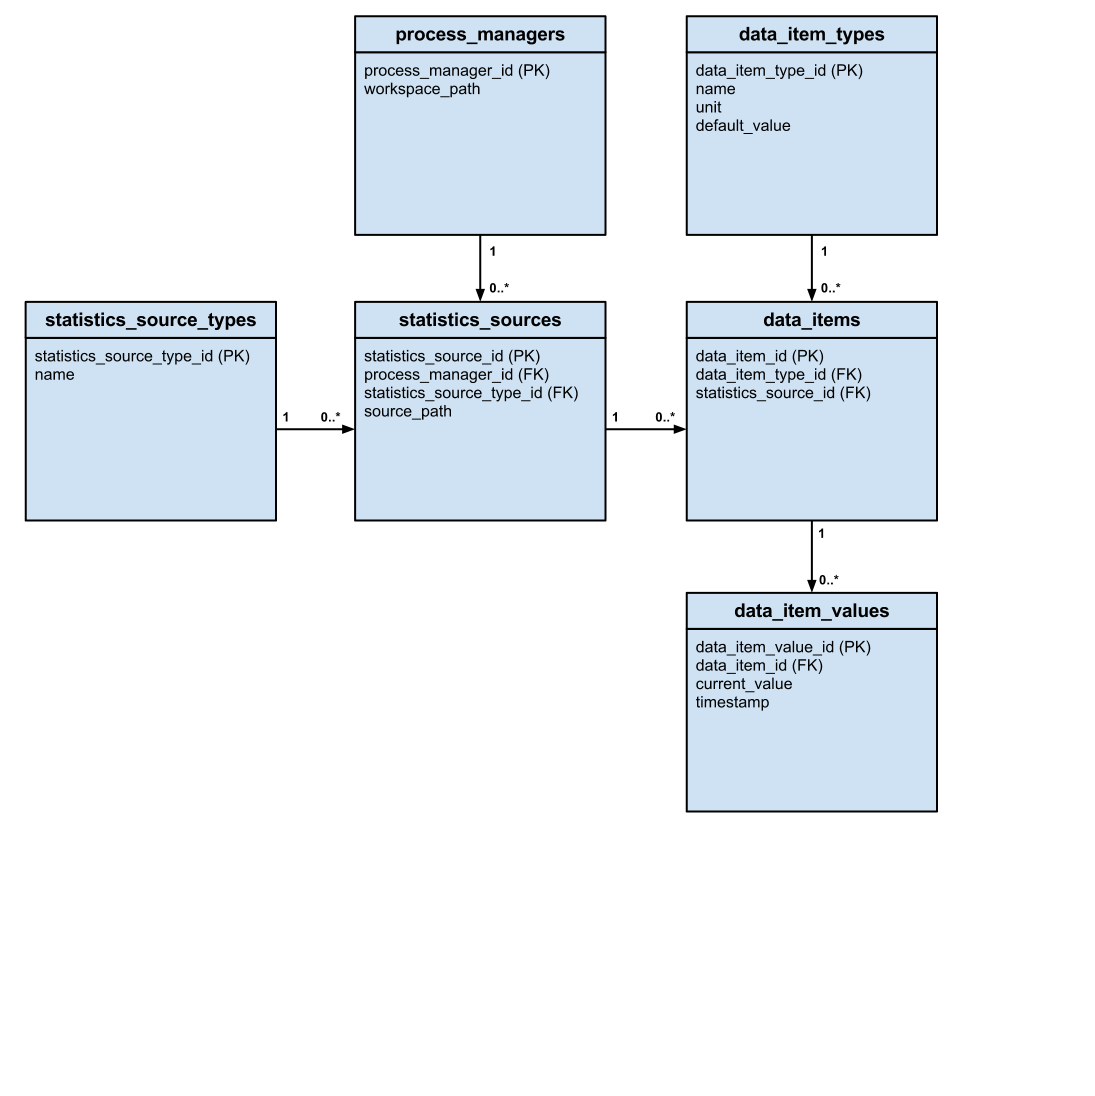 process_managers
process_manager_id (PK)
workspace_path
data_item_types
data_item_type_id (PK)
name
unit
default_value
1
0..*
1
0..*
statistics_source_types
statistics_source_type_id (PK)
name
1
0..*
statistics_sources
statistics_source_id (PK)
process_manager_id (FK)
statistics_source_type_id (FK)
source_path
1
0..*
data_items
data_item_id (PK)
data_item_type_id (FK)
statistics_source_id (FK)
1
0..*
data_item_values
data_item_value_id (PK)
data_item_id (FK)
current_value
timestamp